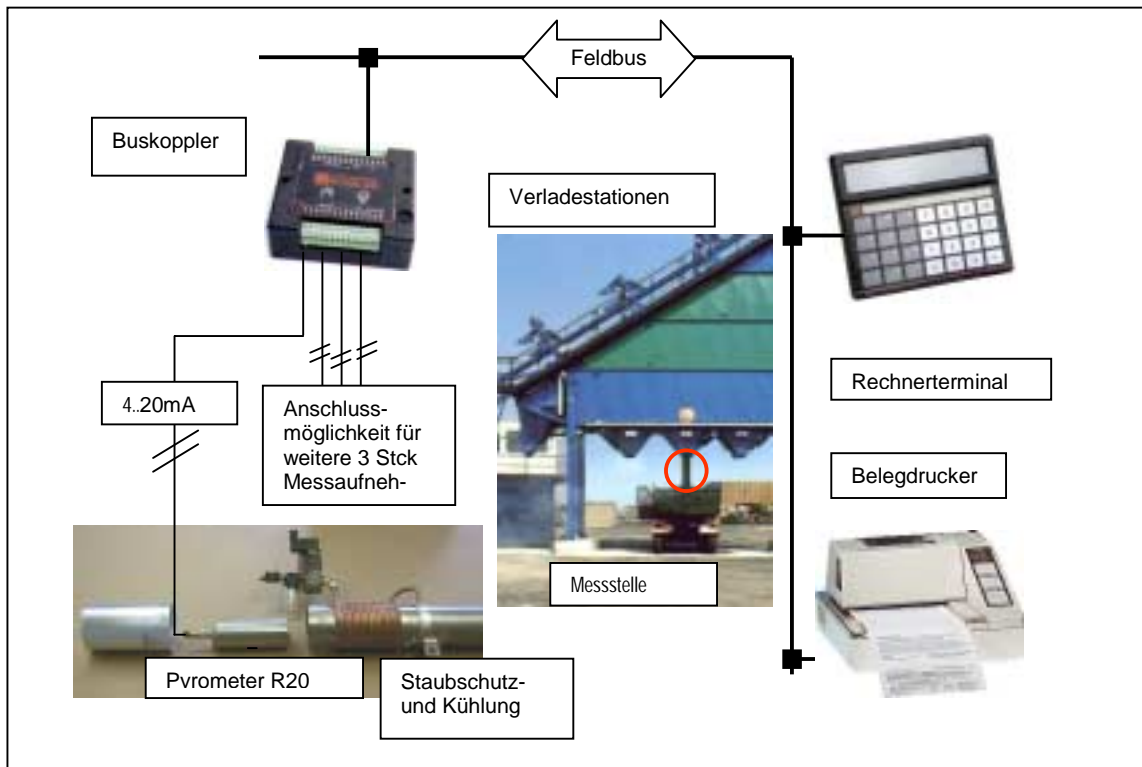 Feldbus
Buskoppler
Verladestationen
4..20mA
Anschluss-
möglichkeit für
weitere 3 Stck
Messaufneh-
Rechnerterminal
Belegdrucker
Messstelle
Pyrometer R20
Staubschutz-
und Kühlung